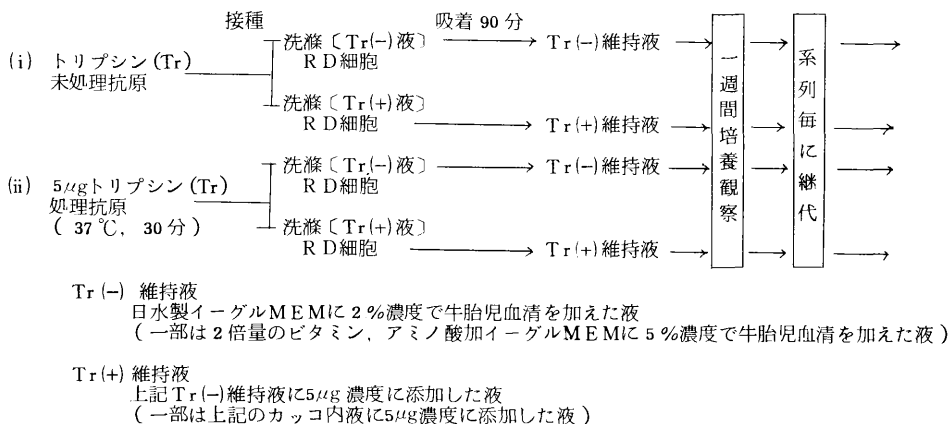 接種
吸着 90 分
(i) トリプシン (Tr)
未処理抗原
洗滌〔Tr(-)液〕
RD細胞
Tr(-)維持液
洗滌〔Tr(+)液〕
RD細胞
Tr(+)維持液
(ii) 5μgトリプシン (Tr)
処理抗原
( 37℃, 30分 )
洗滌〔Tr(-)液〕
RD細胞
Tr(-)維持液
洗滌〔Tr(+)液〕
RD細胞
Tr(+)維持液
一週間培養観察
系列毎に継代
Tr(-) 維持液
日水製イーグルMEMに2%濃度で牛胎児血清を加えた液
( 一部は2倍量のビタミン, アミノ酸加イーグルMEMに5%濃度で牛胎児血清を加えた液 )
Tr(+) 維持液
上記Tr(-)維持液に5μg 濃度に添加した液
( 一部は上記のカッコ内液に5μg濃度に添加した液 )